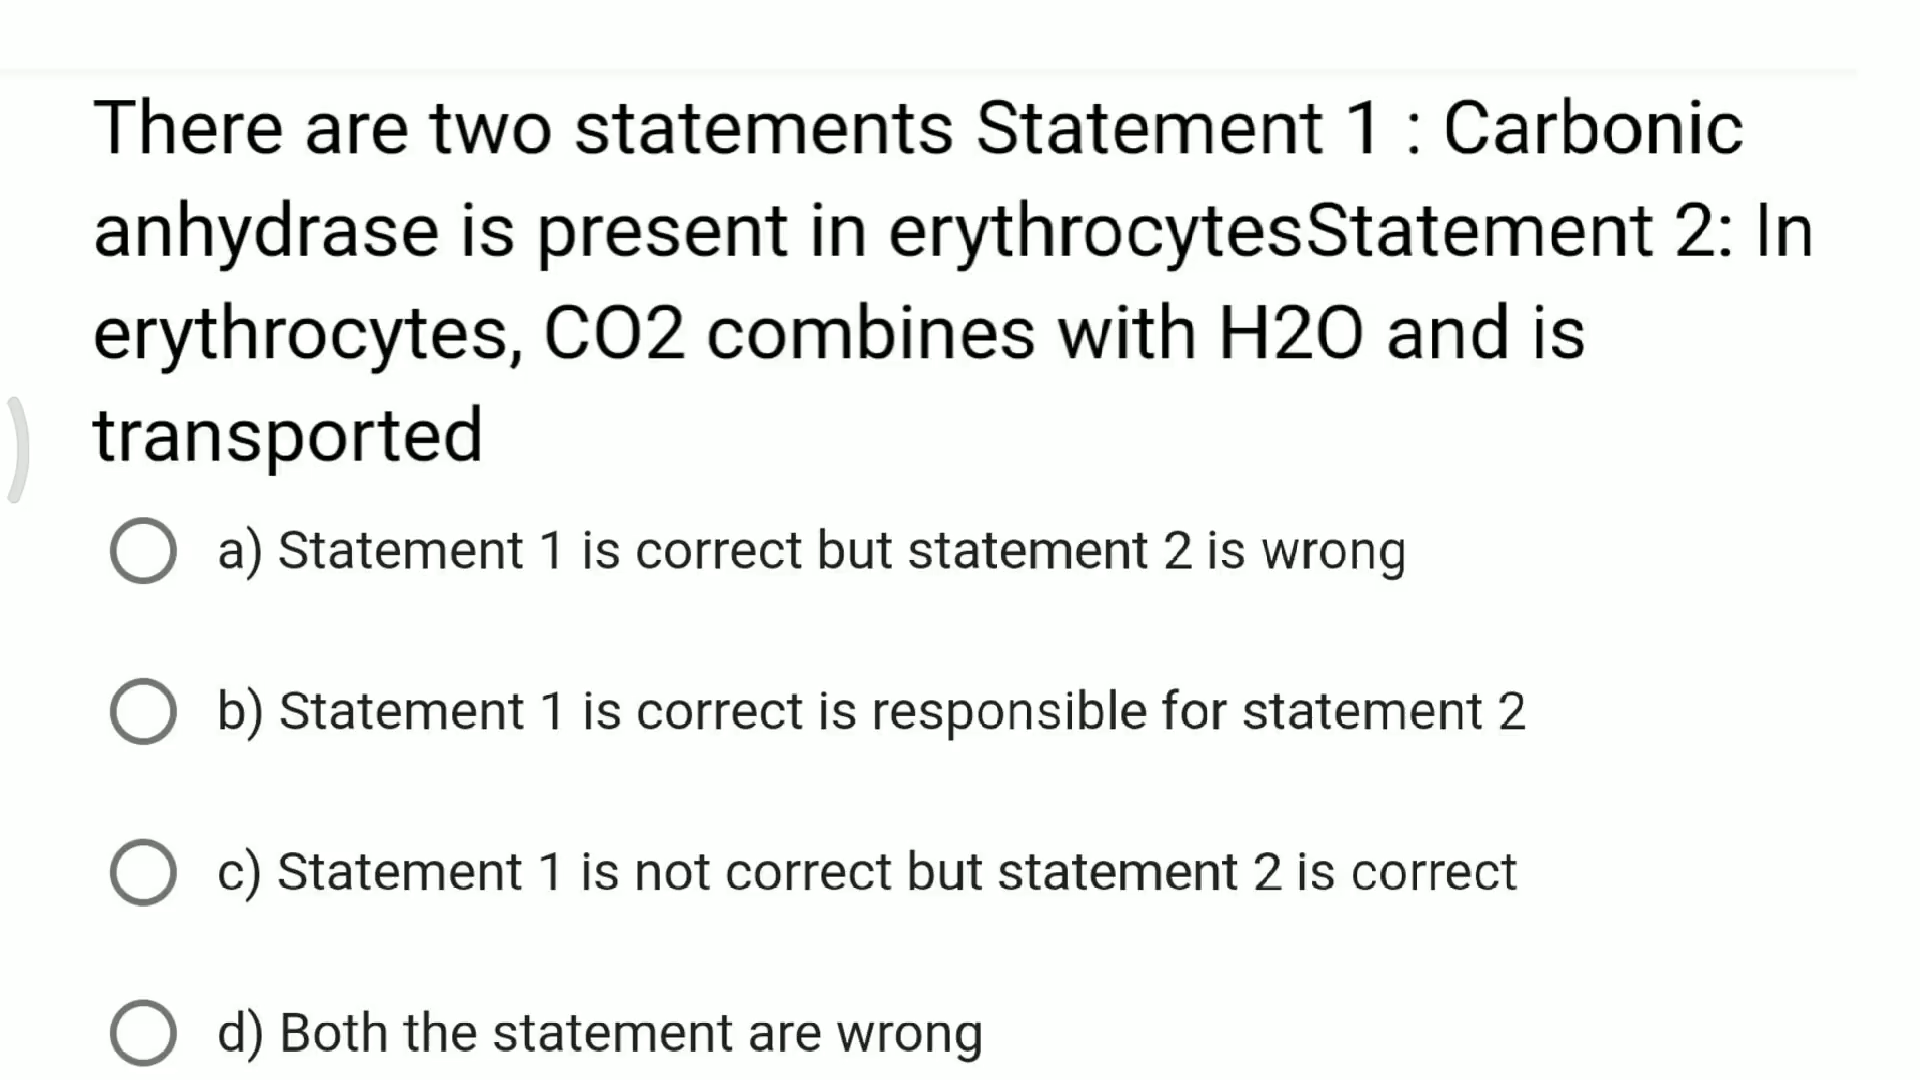 There are two statements Statement 1 : Carbonic
anhydrase is present in erythrocytesStatement 2: In
erythrocytes, CO2 combines with H2O and is
transported
a) Statement 1 is correct but statement 2 is wrong
b) Statement 1 is correct is responsible for statement 2
c) Statement 1 is not correct but statement 2 is correct
d) Both the statement are wrong